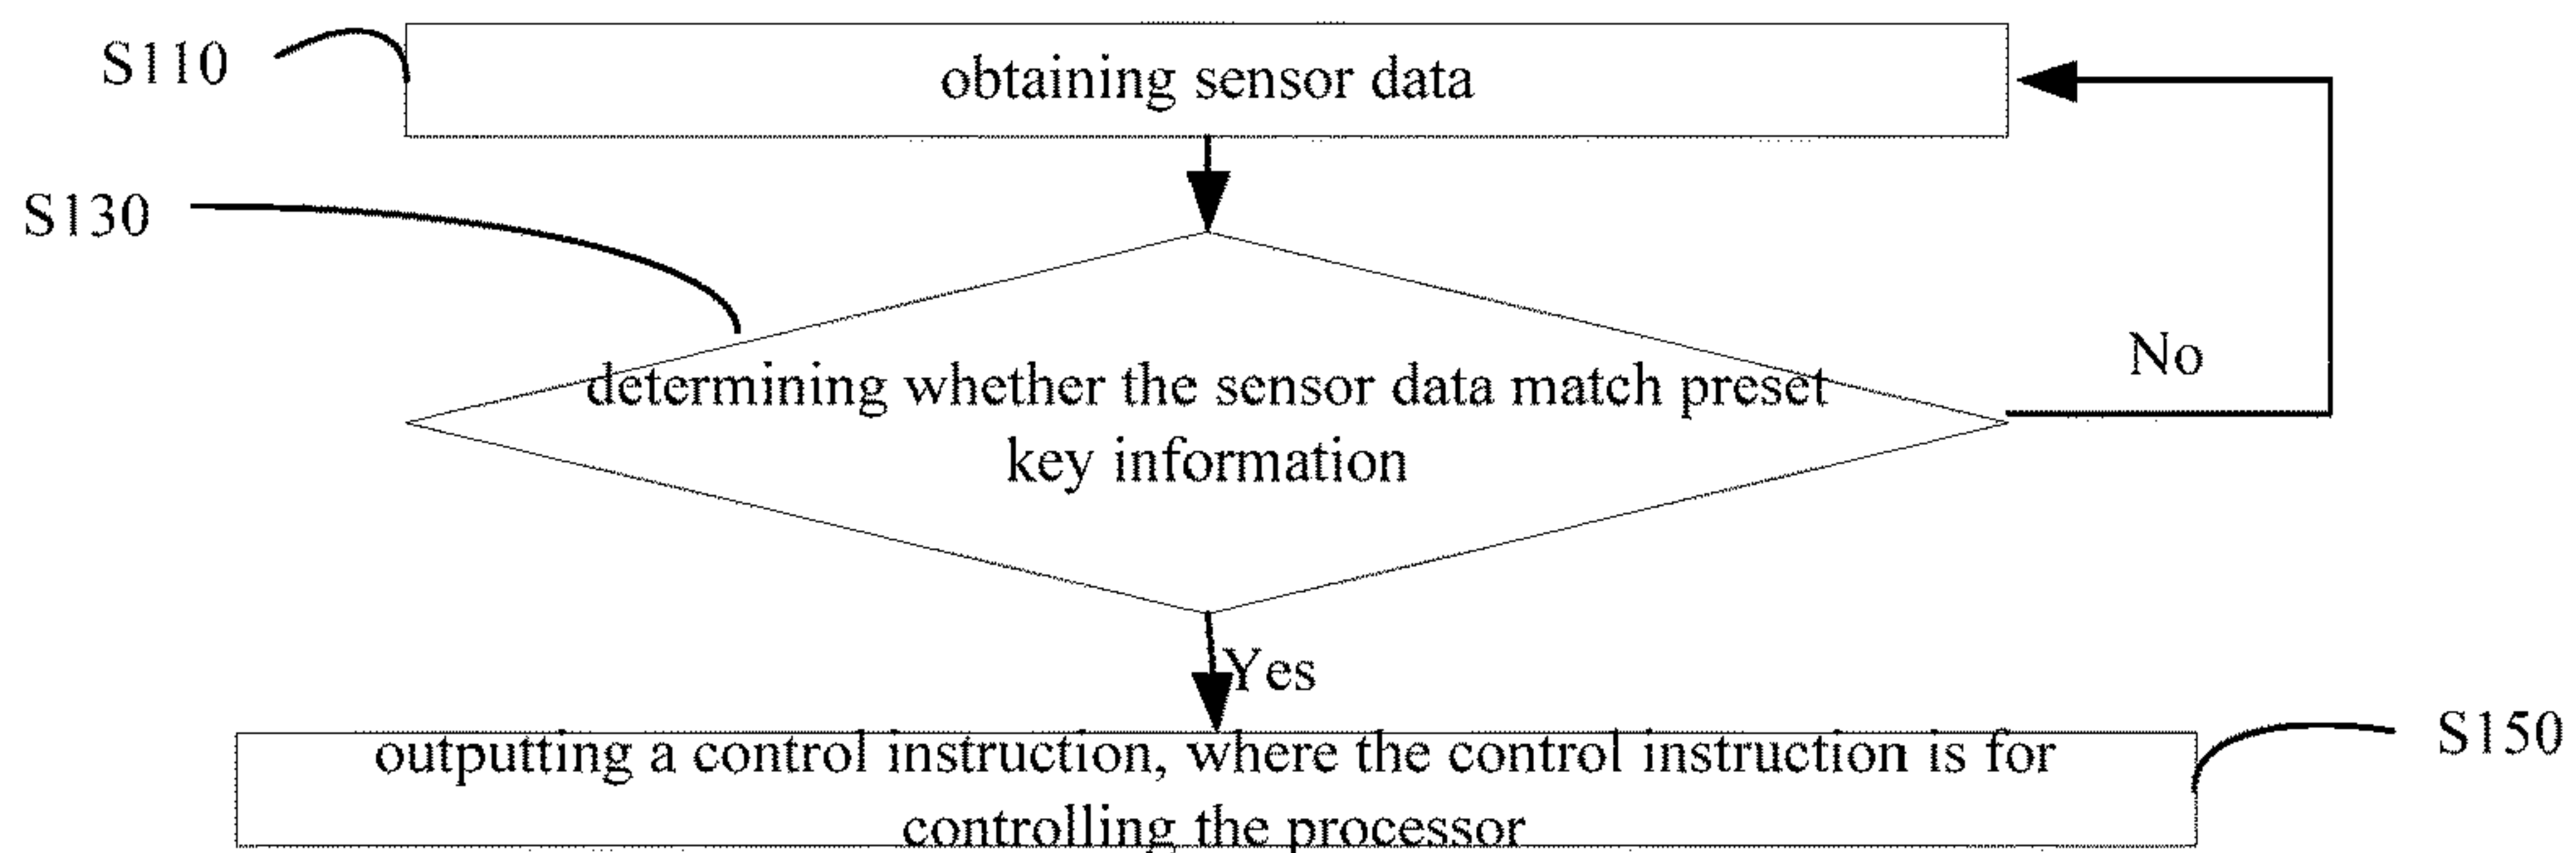 S110
obtaining sensor data
S130
determining whether the sensor data match preset
key information
No
Yes
outputting a control instruction, where the control instruction is for
controlling the processor
S150